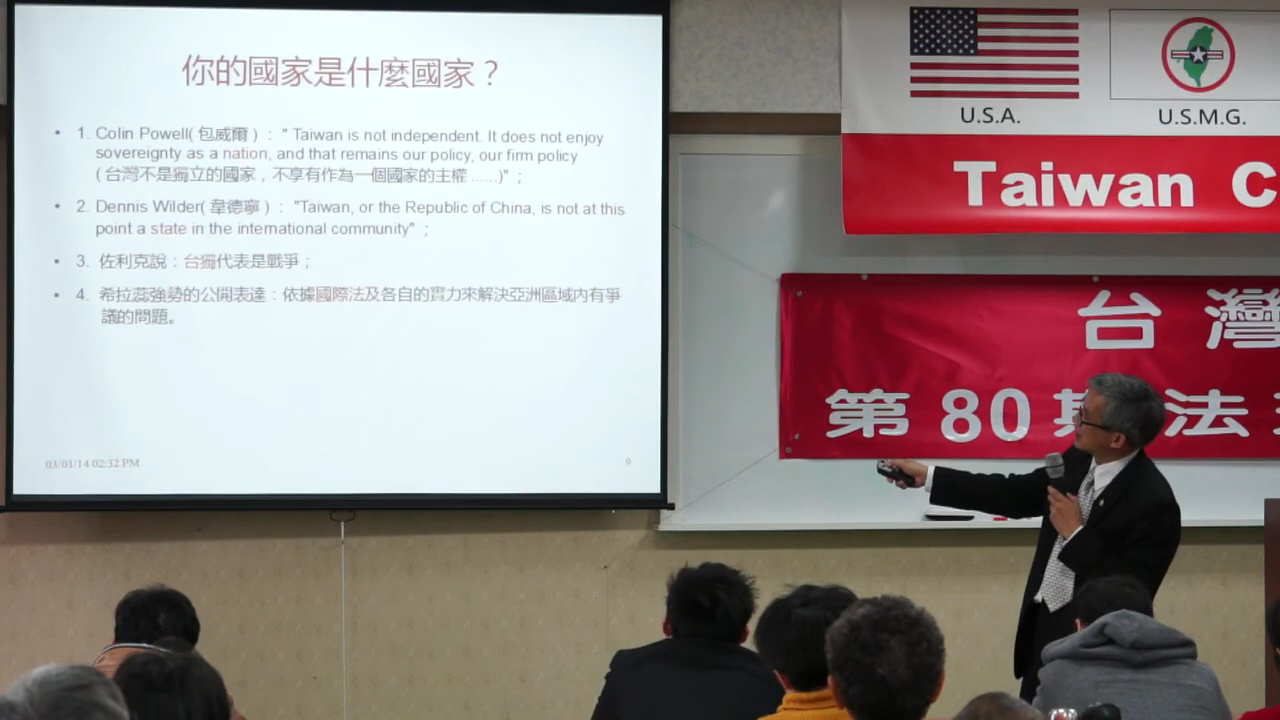 你的國家是什麼國家？
• 1. Colin Powell( 包威爾 ) ： " Taiwan is not independent. It does not enjoy
sovereignty as a nation, and that remains our policy, our firm policy
( 台灣不是獨立的國家，不享有作為一個國家的主權 ......)" ；
• 2. Dennis Wilder( 韋德寧 ) ： "Taiwan, or the Republic of China, is not at this
point a state in the international community" ；
• 3. 佐利克說：台獨代表是戰爭；
• 4. 希拉蕊強勢的公開表達：依據國際法及各自的實力來解決亞洲區域內有爭
議的問題。
03/01/14 02:32 PM
9
U.S.A.
U.S.M.G.
Taiwan C
台灣
第80期法